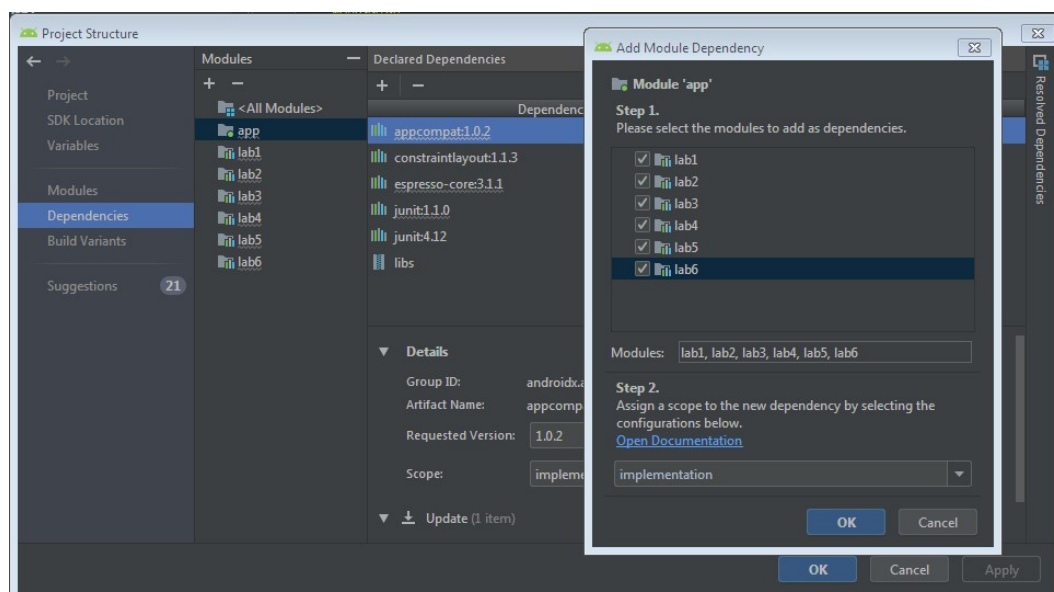 Project Structure
Project
SDK Location
Variables
Modules
Dependencies
Build Variants
Suggestions 21
Modules
<All Modules>
app
lab1
lab2
lab3
lab4
lab5
lab6
Declared Dependencies
Dependenc
appcompat:1.0.2
constraintlayout:1.1.3
espresso-core:3.1.1
junit:1.1.0
junit:4.12
libs
Details
Group ID: androidx.a
Artifact Name: appcomp
Requested Version: 1.0.2
Scope: impleme
Update (1 item)
Add Module Dependency
Module 'app'
Step 1.
Please select the modules to add as dependencies.
lab1
lab2
lab3
lab4
lab5
lab6
Modules: lab1, lab2, lab3, lab4, lab5, lab6
Step 2.
Assign a scope to the new dependency by selecting the
configurations below.
Open Documentation
implementation
OK Cancel
Resolved Dependencies
OK Cancel Apply